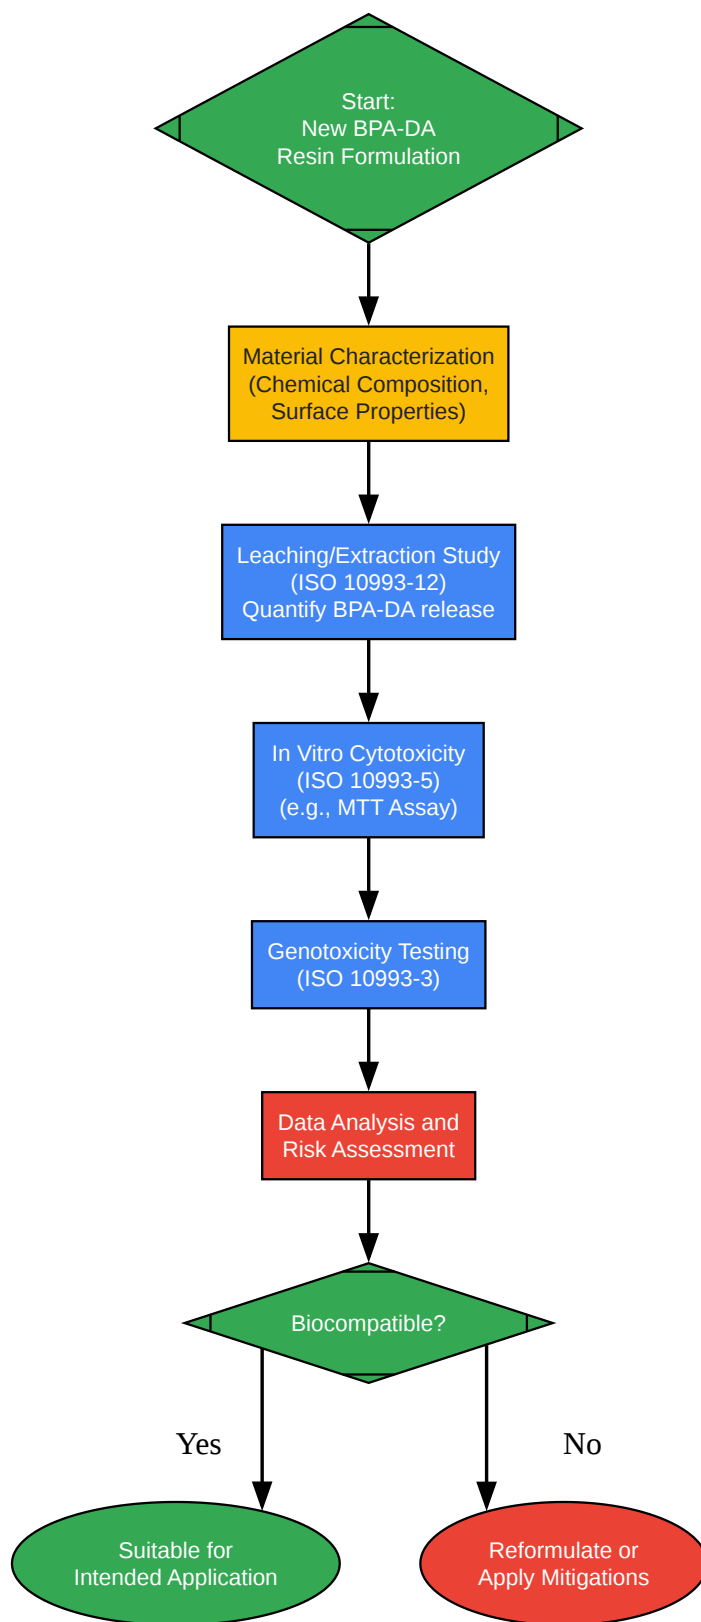 Start:
New BPA-DA
Resin Formulation
Material Characterization
(Chemical Composition,
Surface Properties)
Leaching/Extraction Study
(ISO 10993-12)
Quantify BPA-DA release
In Vitro Cytotoxicity
(ISO 10993-5)
(e.g., MTT Assay)
Genotoxicity Testing
(ISO 10993-3)
Data Analysis and
Risk Assessment
Biocompatible?
Yes
No
Suitable for
Intended Application
Reformulate or
Apply Mitigations